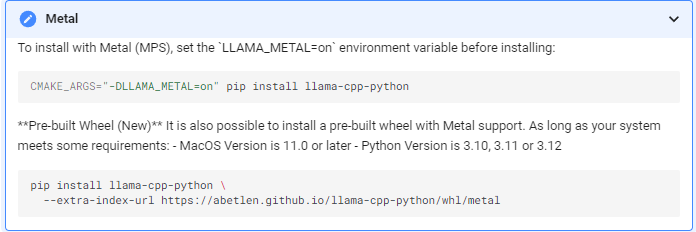 Metal
To install with Metal (MPS), set the `LLAMA_METAL=on` environment variable before installing:
CMAKE_ARGS="-DLLAMA_METAL=on" pip install llama-cpp-python
**Pre-built Wheel (New)** It is also possible to install a pre-built wheel with Metal support. As long as your system
meets some requirements: - MacOS Version is 11.0 or later - Python Version is 3.10, 3.11 or 3.12
pip install llama-cpp-python \
  --extra-index-url https://abetlen.github.io/llama-cpp-python/whl/metal